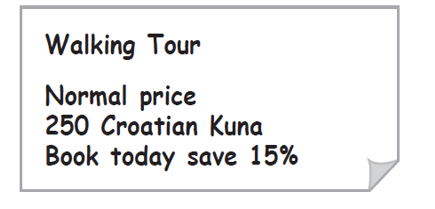 Walking Tour
Normal price
250 Croatian Kuna
Book today save 15%